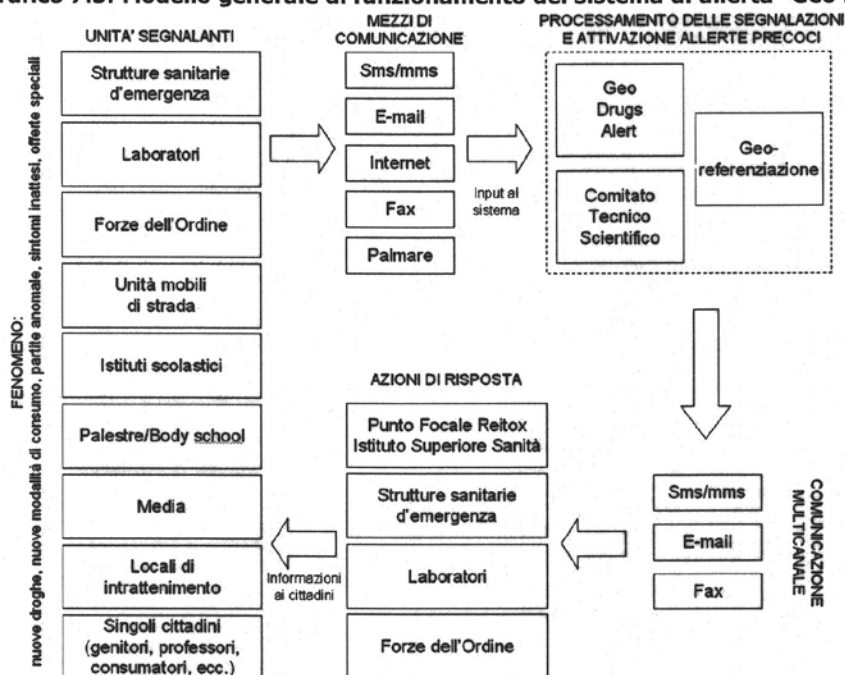 Modello generale di funzionamento del sistema di allerta "Geo
UNITA' SEGNALANTI
MEZZI DI
COMUNICAZIONE
PROCESSAMENTO DELLE SEGNALAZIONI
E ATTIVAZIONE ALLERTE PRECOCI
FENOMENO:
nuove droghe, nuove modalità di consumo, partite anomale, sintomi inattesi, offerte speciali
Strutture sanitarie
d'emergenza
Laboratori
Forze dell'Ordine
Unità mobili
di strada
Istituti scolastici
Palestre/Body school
Media
Locali di
intrattenimento
Singoli cittadini
(genitori, professori,
consumatori, ecc.)
Sms/mms
E-mail
Internet
Fax
Palmare
Input al
sistema
Geo
Drugs
Alert
Comitato
Tecnico
Scientifico
Geo-
referenziazione
COMUNICAZIONE
MULTICANALE
Sms/mms
E-mail
Fax
AZIONI DI RISPOSTA
Punto Focale Reitox
Istituto Superiore Sanità
Strutture sanitarie
d'emergenza
Laboratori
Forze dell'Ordine
Informazioni
ai cittadini